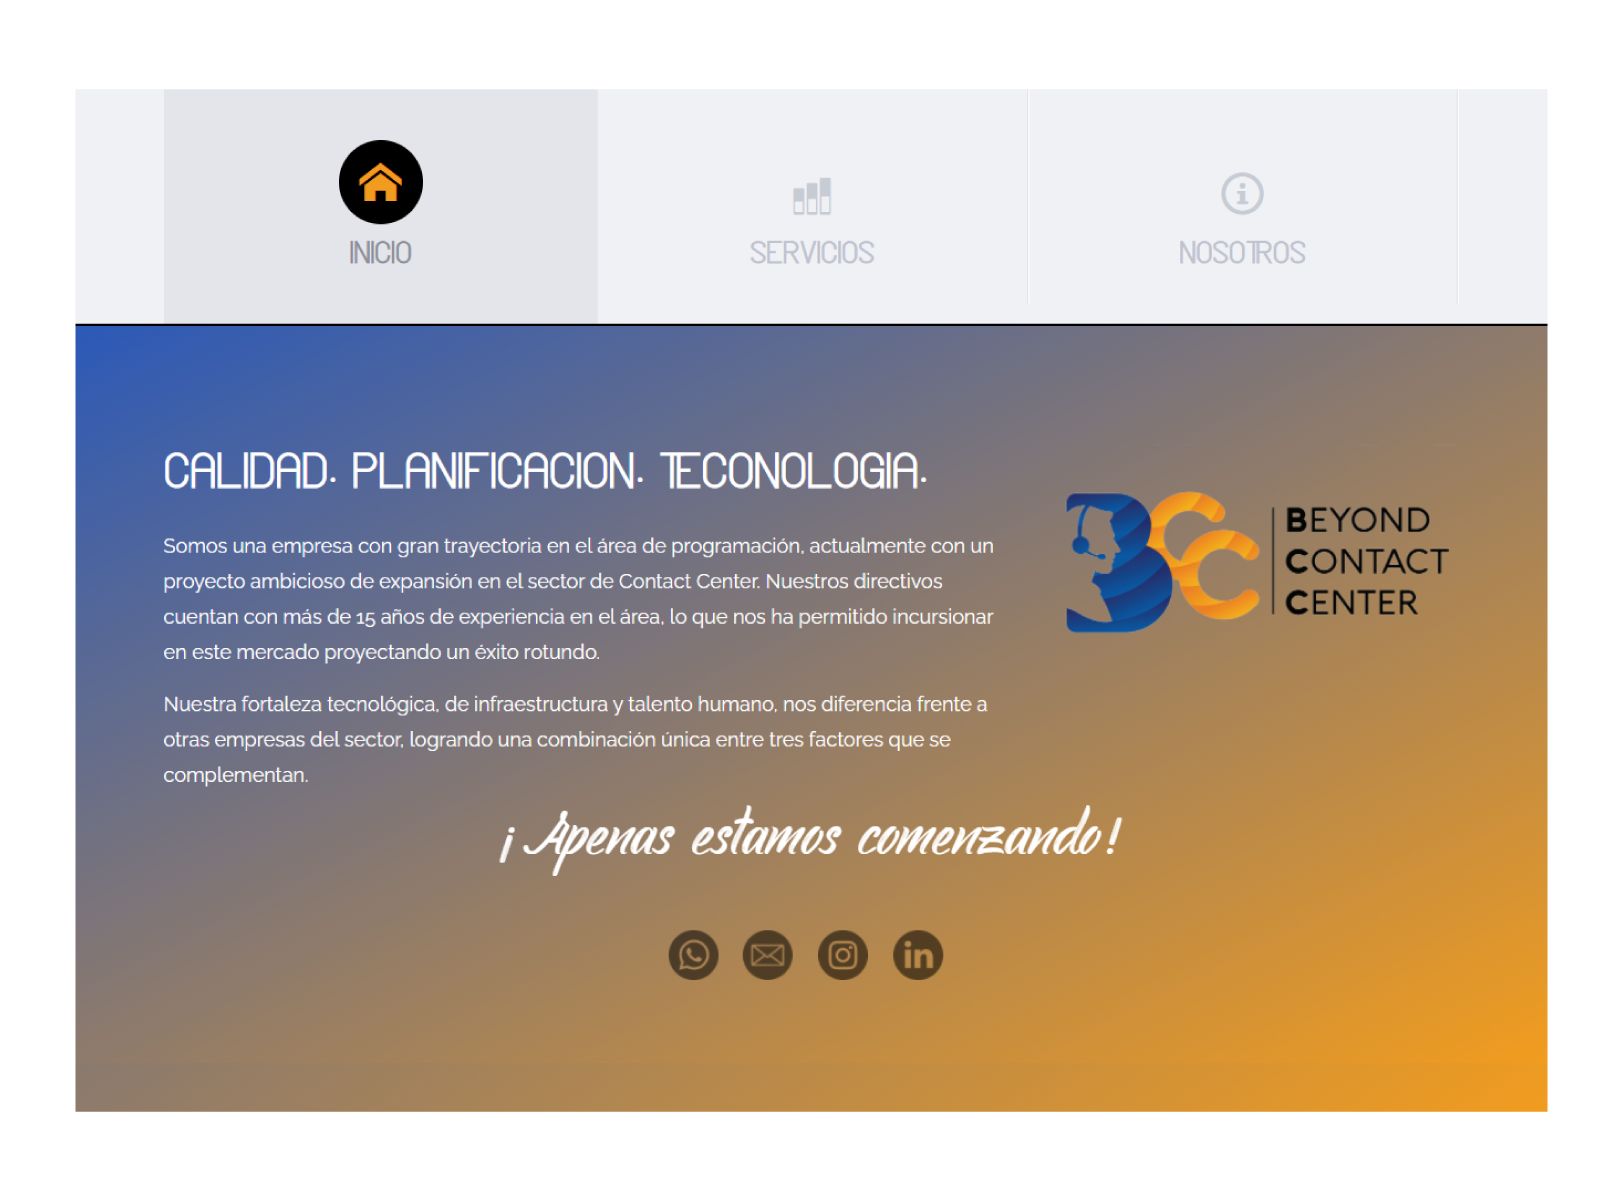 INICIO
SERVICIOS
NOSOTROS
CALIDAD. PLANIFICACION. TECONOLOGIA.
Somos una empresa con gran trayectoria en el área de programación, actualmente con un
proyecto ambicioso de expansión en el sector de Contact Center. Nuestros directivos
cuentan con más de 15 años de experiencia en el área, lo que nos ha permitido incursionar
en este mercado proyectando un éxito rotundo.
Nuestra fortaleza tecnológica, de infraestructura y talento humano, nos diferencia frente a
otras empresas del sector, logrando una combinación única entre tres factores que se
complementan.
BCC
BEYOND
CONTACT
CENTER
¡Apenas estamos comenzando!
in